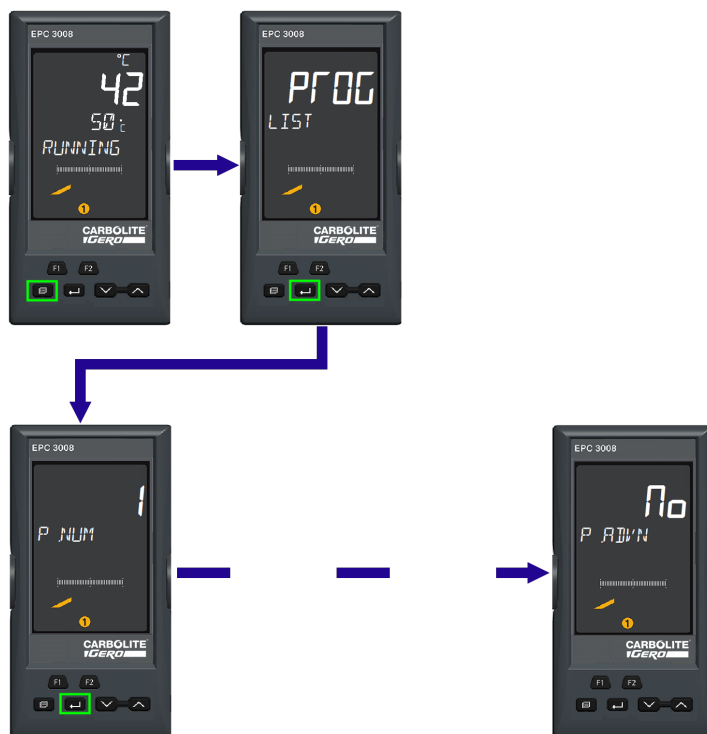 EPC 3008
°C
42
50 °C
RUNNING
1
CARBOLITE
GERO
F1 F2
EPC 3008
PrOG
LIST
1
CARBOLITE
GERO
F1 F2
EPC 3008
1
P .NUM
1
CARBOLITE
GERO
F1 F2
EPC 3008
No
P ADVN
1
CARBOLITE
GERO
F1 F2